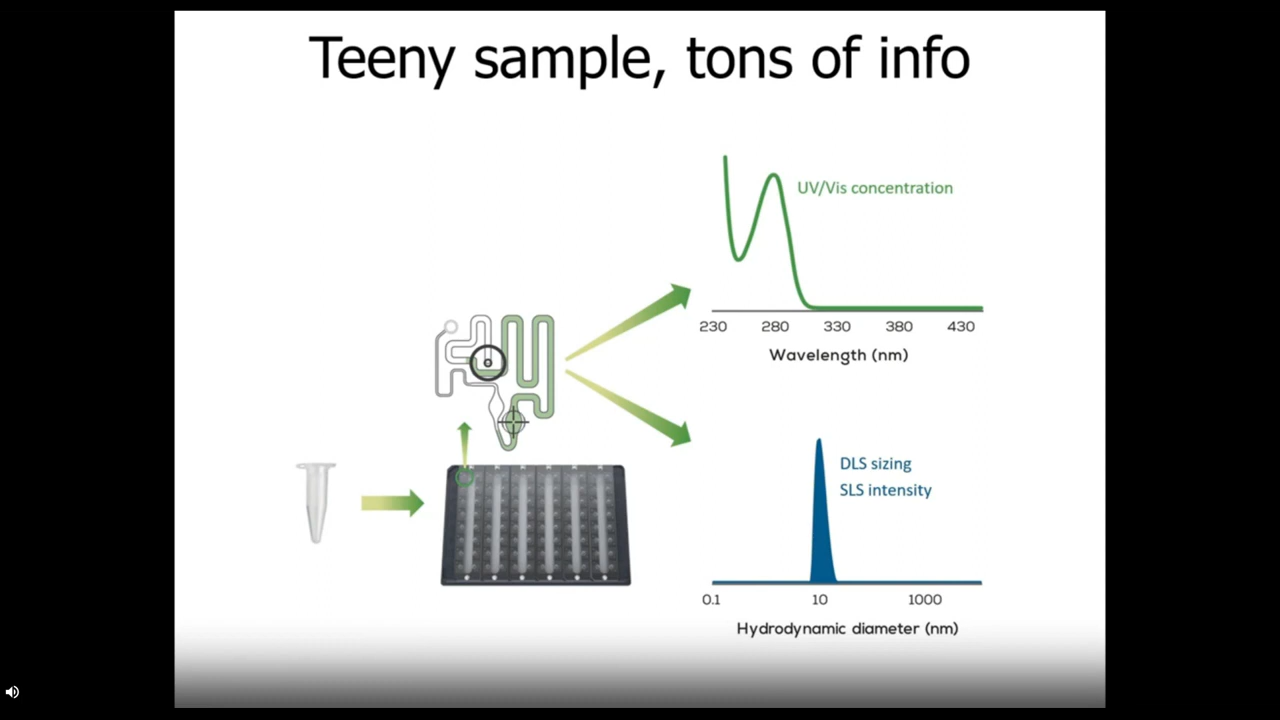 Teeny sample, tons of info
UV/Vis concentration
230 280 330 380 430
Wavelength (nm)
DLS sizing
SLS intensity
0.1 10 1000
Hydrodynamic diameter (nm)